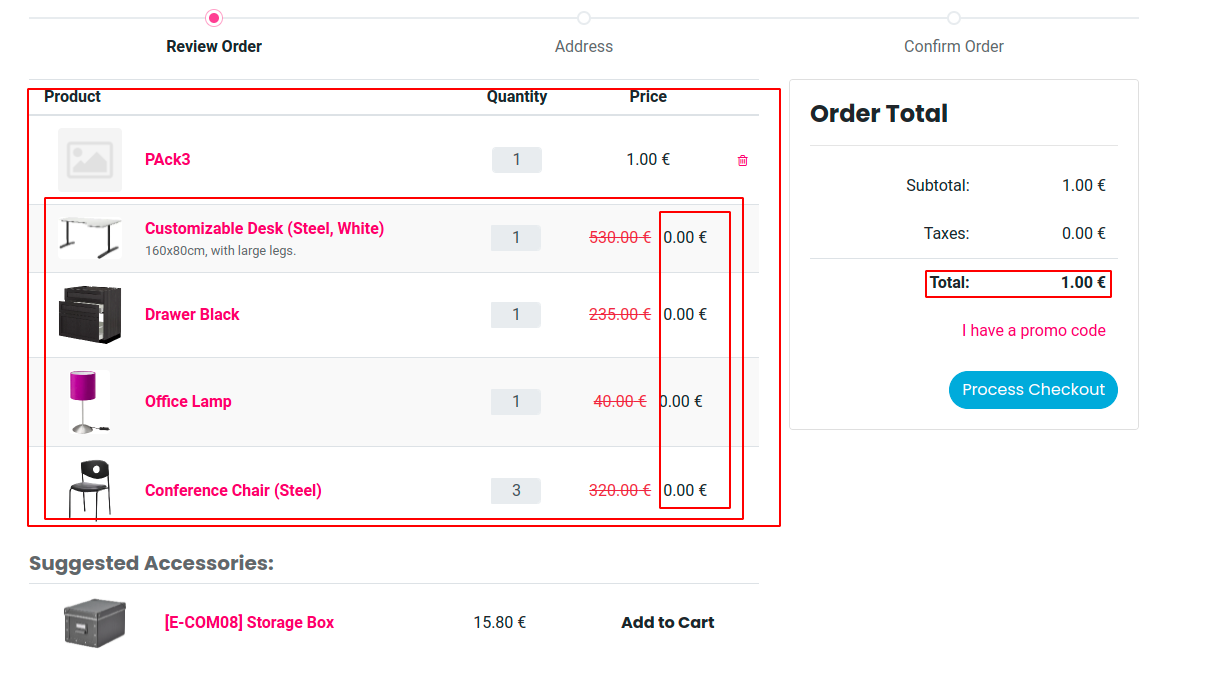 Review Order
Address
Confirm Order
Product Quantity Price
PAck3 1 1.00 €
Customizable Desk (Steel, White) 1 530.00 € 0.00 €
160x80cm, with large legs.
Drawer Black 1 235.00 € 0.00 €
Office Lamp 1 40.00 € 0.00 €
Conference Chair (Steel) 3 320.00 € 0.00 €
Order Total
Subtotal: 1.00 €
Taxes: 0.00 €
Total: 1.00 €
I have a promo code
Process Checkout
Suggested Accessories:
[E-COM08] Storage Box 15.80 € Add to Cart